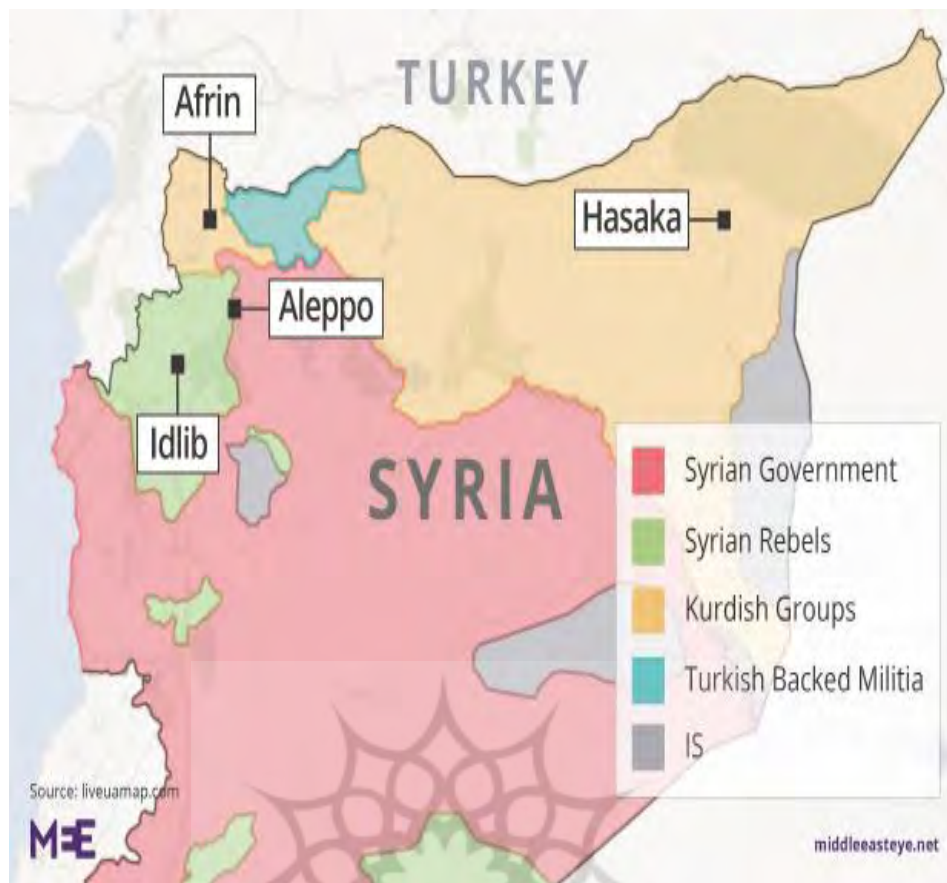 TURKEY
Afrin
Hasaka
Aleppo
Idlib
SYRIA
Syrian Government
Syrian Rebels
Kurdish Groups
Turkish Backed Militia
IS
Source: liveuamap.com
MEE
middleeasteye.net